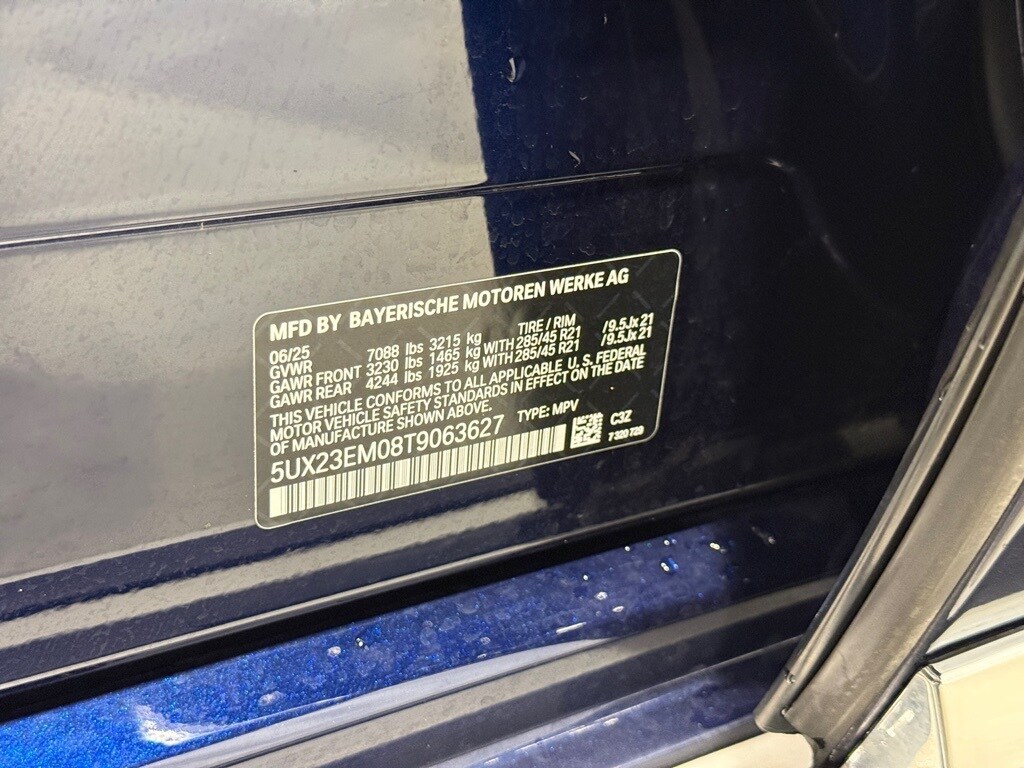 MFD BY BAYERISCHE MOTOREN WERKE AG
06/25 TIRE / RIM
GVWR 7088 lbs 3215 kg
GAWR FRONT 3230 lbs 1465 kg WITH 285/45 R21 /9.5Jx21
GAWR REAR 4244 lbs 1925 kg WITH 285/45 R21 /9.5Jx21
THIS VEHICLE CONFORMS TO ALL APPLICABLE U.S. FEDERAL
MOTOR VEHICLE SAFETY STANDARDS IN EFFECT ON THE DATE
OF MANUFACTURE SHOWN ABOVE. TYPE: MPV
5UX23EM08T9063627
C3Z
7 320 729